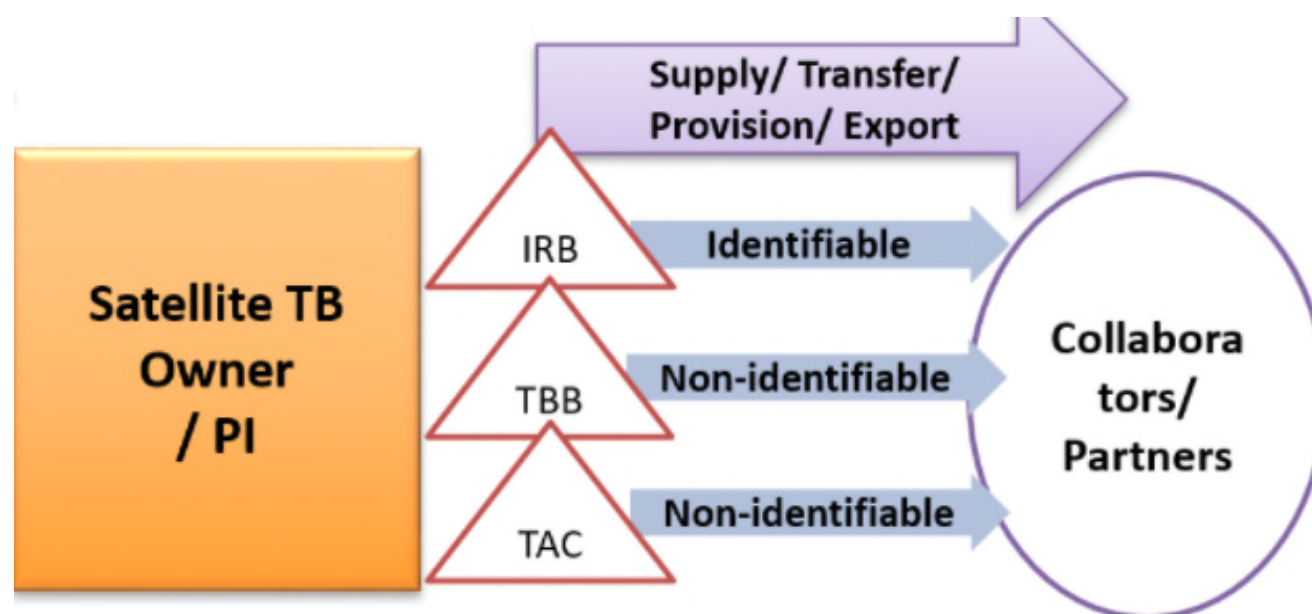 Supply/ Transfer/
Provision/ Export
Satellite TB
Owner
/ PI
IRB
Identifiable
TBB
Non-identifiable
TAC
Non-identifiable
Collabora
tors/
Partners